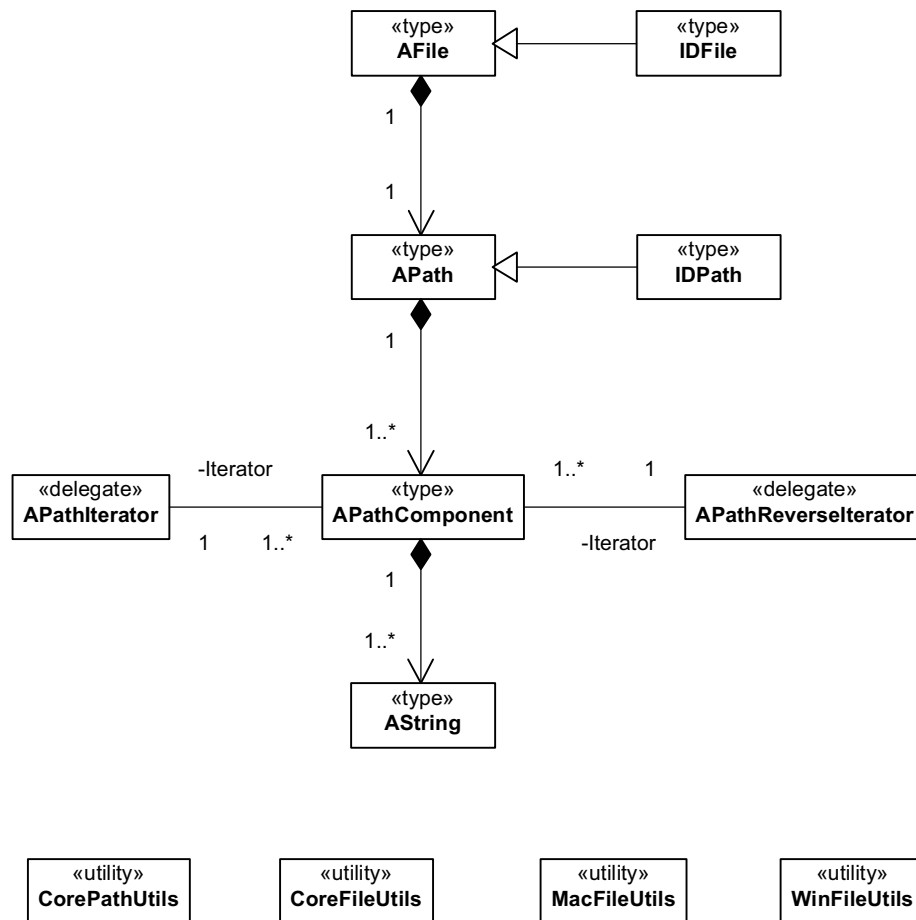 «type»
AFile
«type»
IDFile
1
1
«type»
APath
«type»
IDPath
1
1..*
-Iterator
1..*
1
«delegate»
APathIterator
«type»
APathComponent
«delegate»
APathReverseIterator
1
1..*
1
-Iterator
1..*
«type»
AString
«utility»
CorePathUtils
«utility»
CoreFileUtils
«utility»
MacFileUtils
«utility»
WinFileUtils